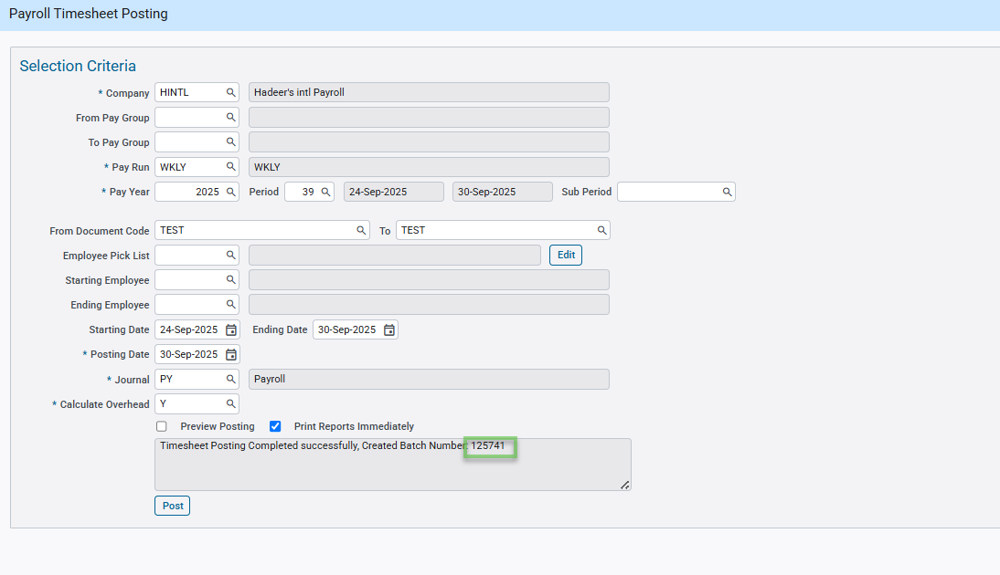 Payroll Timesheet Posting
Selection Criteria
* Company HINTL Hadeer's intl Payroll
From Pay Group
To Pay Group
* Pay Run WKLY WKLY
* Pay Year 2025 Period 39 24-Sep-2025 30-Sep-2025 Sub Period
From Document Code TEST To TEST
Employee Pick List Edit
Starting Employee
Ending Employee
Starting Date 24-Sep-2025 Ending Date 30-Sep-2025
* Posting Date 30-Sep-2025
* Journal PY Payroll
* Calculate Overhead Y
Preview Posting Print Reports Immediately
Timesheet Posting Completed successfully, Created Batch Number: 125741
Post